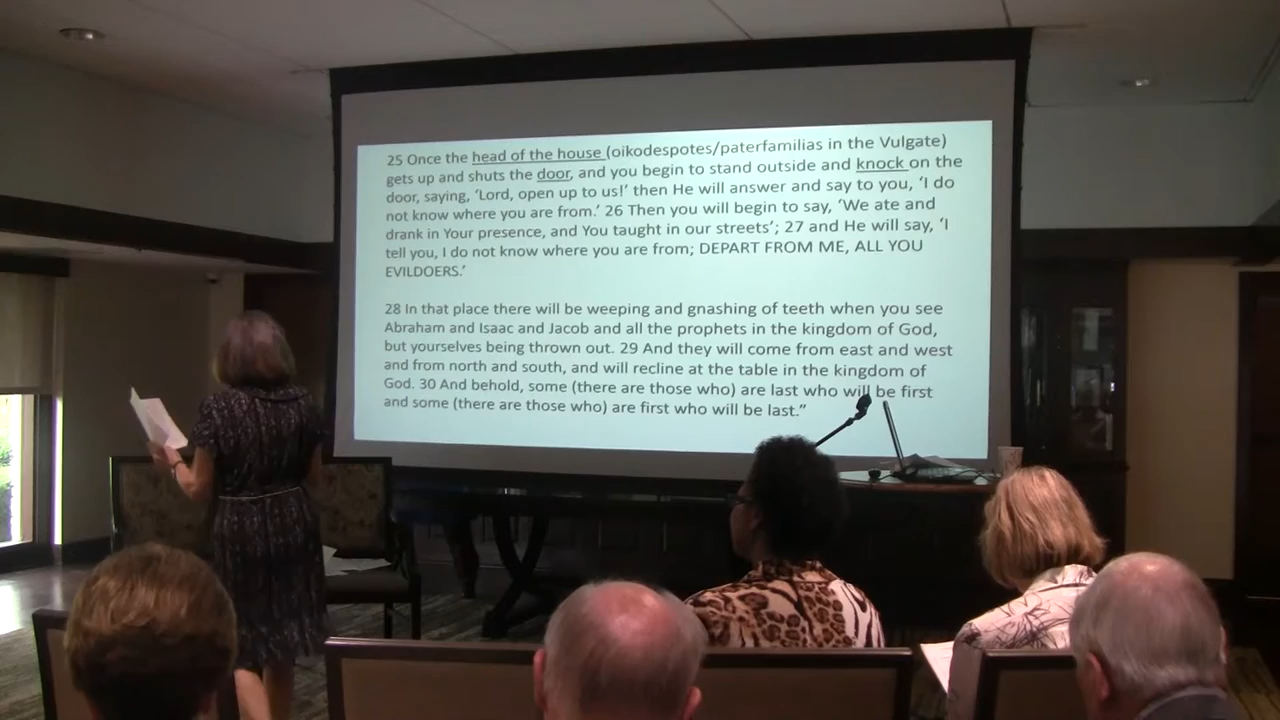 25 Once the head of the house (oikodespotes/paterfamilias in the Vulgate)
gets up and shuts the door, and you begin to stand outside and knock on the
door, saying, ‘Lord, open up to us!’ then He will answer and say to you, ‘I do
not know where you are from.’ 26 Then you will begin to say, ‘We ate and
drank in Your presence, and You taught in our streets’; 27 and He will say, ‘I
tell you, I do not know where you are from; DEPART FROM ME, ALL YOU
EVILDOERS.’
28 In that place there will be weeping and gnashing of teeth when you see
Abraham and Isaac and Jacob and all the prophets in the kingdom of God,
but yourselves being thrown out. 29 And they will come from east and west
and from north and south, and will recline at the table in the kingdom of
God. 30 And behold, some (there are those who) are last who will be first
and some (there are those who) are first who will be last.”